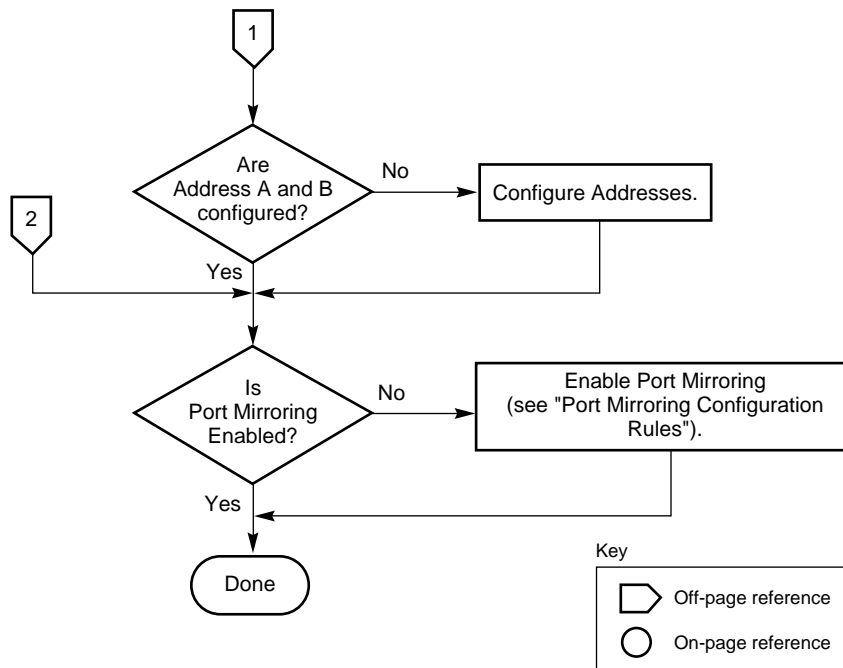 1
Are
Address A and B
configured?
No
Configure Addresses.
2
Yes
Is
Port Mirroring
Enabled?
No
Enable Port Mirroring
(see "Port Mirroring Configuration
Rules").
Yes
Done
Key
Off-page reference
On-page reference